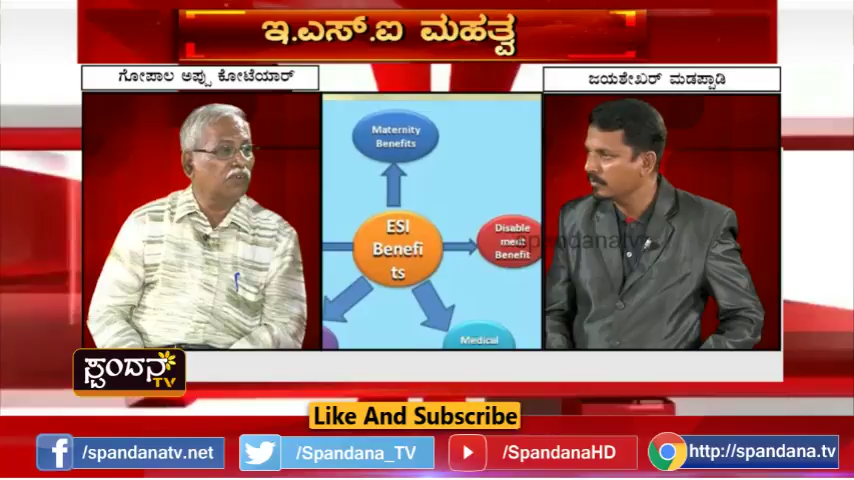 ಇ.ಎಸ್.ಐ ಮಹತ್ವ
ಗೋಪಾಲ ಅಪ್ಪು ಕೋಟೆಯಾರ್
ಜಯಶೇಖರ್ ಮಡಪ್ಪಾಡಿ
Maternity
Benefits
ESI
Benefi
ts
Disable
ment
Benefit
spandanatv
Medical
ಸ್ಪಂದನ
TV
Like And Subscribe
/spandanatv.net
/Spandana_TV
/SpandanaHD
http://spandana.tv